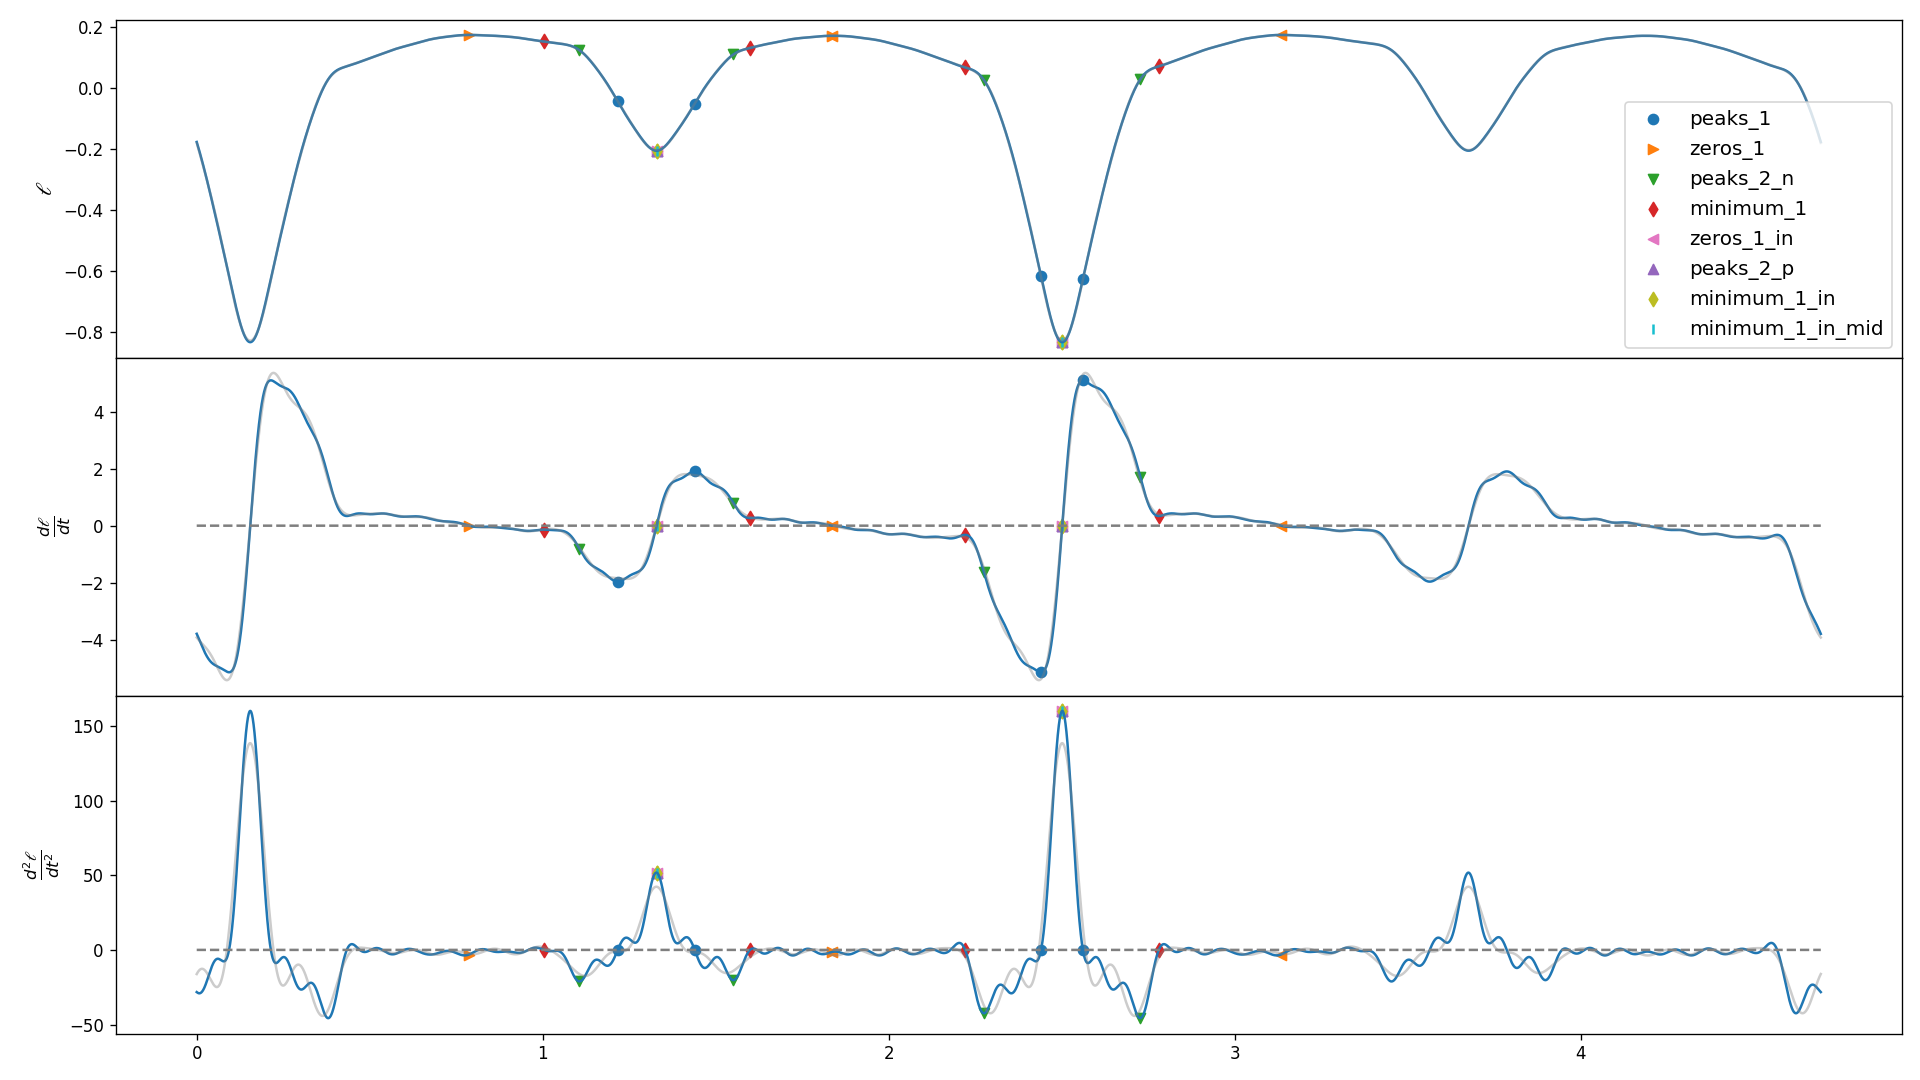 0.2
0.0
−0.2
−0.4
−0.6
−0.8
ℓ
peaks_1
zeros_1
peaks_2_n
minimum_1
zeros_1_in
peaks_2_p
minimum_1_in
minimum_1_in_mid
4
2
0
−2
−4
dℓ
dt
150
100
50
0
−50
d²ℓ
dt²
0 1 2 3 4